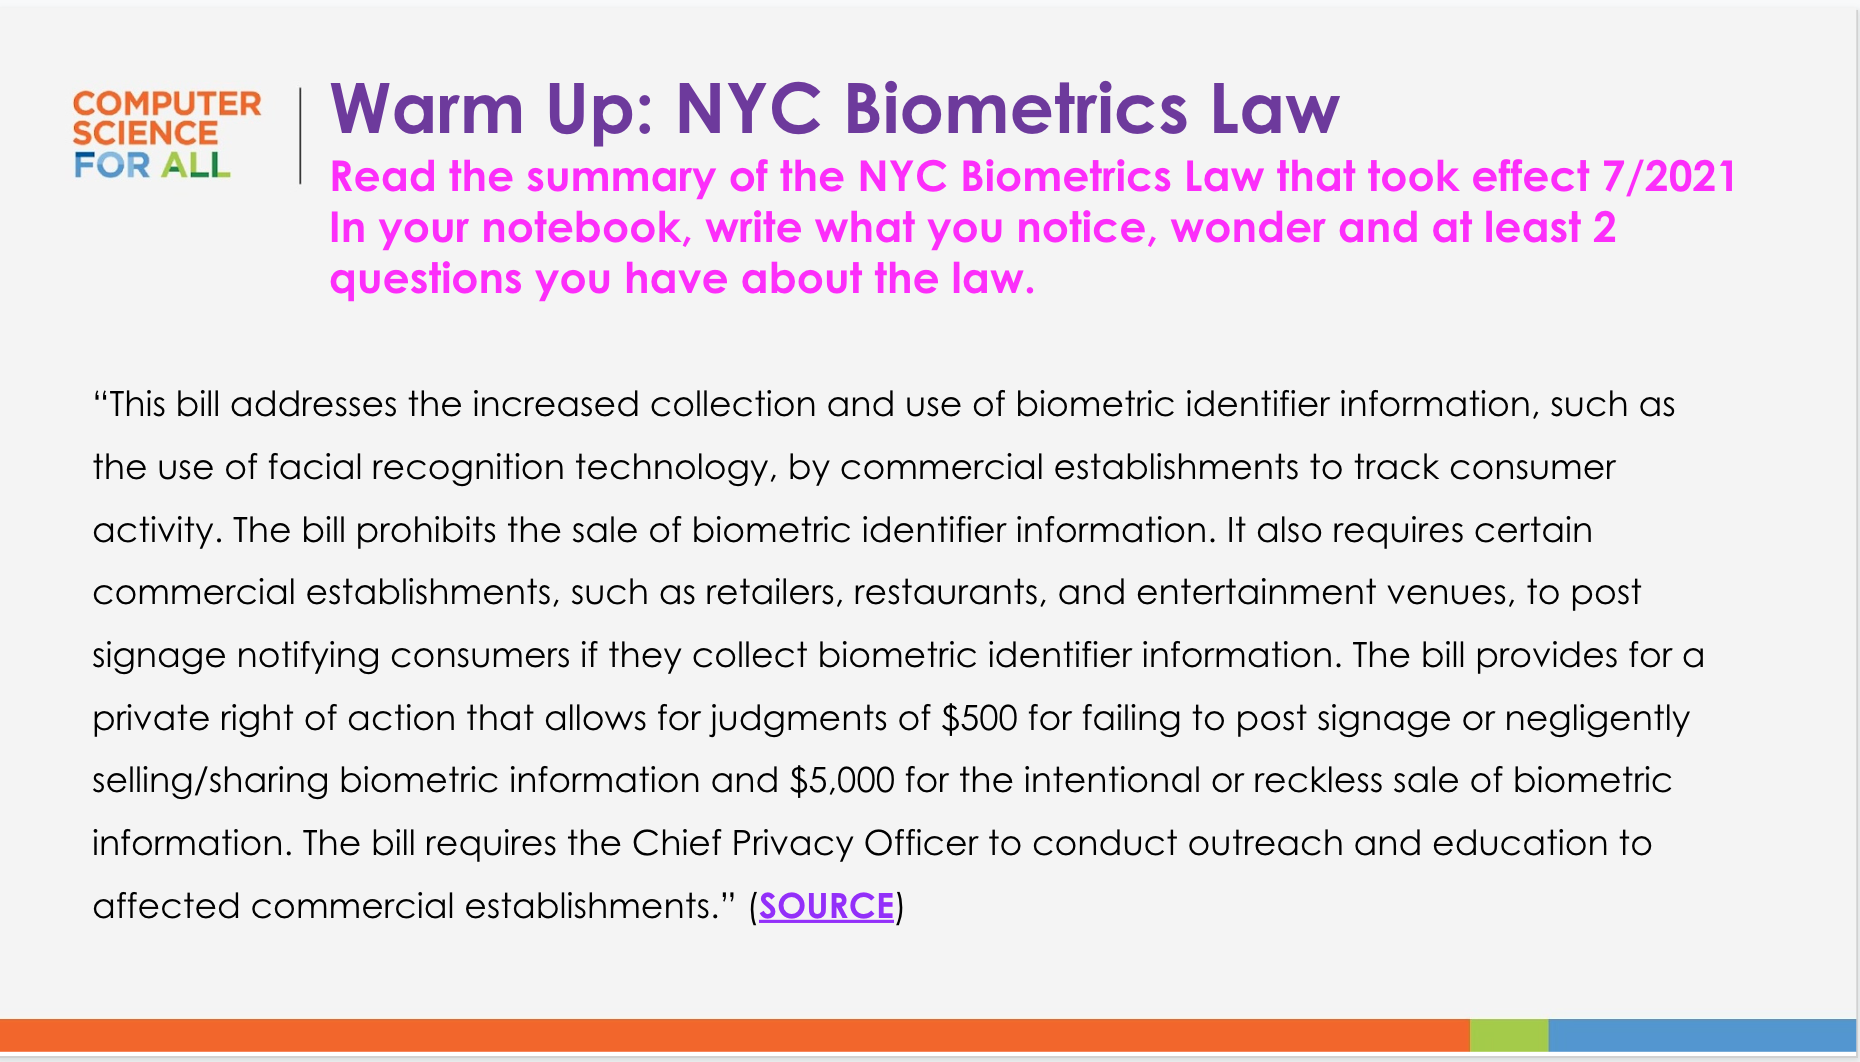 COMPUTER
SCIENCE
FOR ALL
Warm Up: NYC Biometrics Law
Read the summary of the NYC Biometrics Law that took effect 7/2021
In your notebook, write what you notice, wonder and at least 2
questions you have about the law.
“This bill addresses the increased collection and use of biometric identifier information, such as
the use of facial recognition technology, by commercial establishments to track consumer
activity. The bill prohibits the sale of biometric identifier information. It also requires certain
commercial establishments, such as retailers, restaurants, and entertainment venues, to post
signage notifying consumers if they collect biometric identifier information. The bill provides for a
private right of action that allows for judgments of $500 for failing to post signage or negligently
selling/sharing biometric information and $5,000 for the intentional or reckless sale of biometric
information. The bill requires the Chief Privacy Officer to conduct outreach and education to
affected commercial establishments.” (SOURCE)